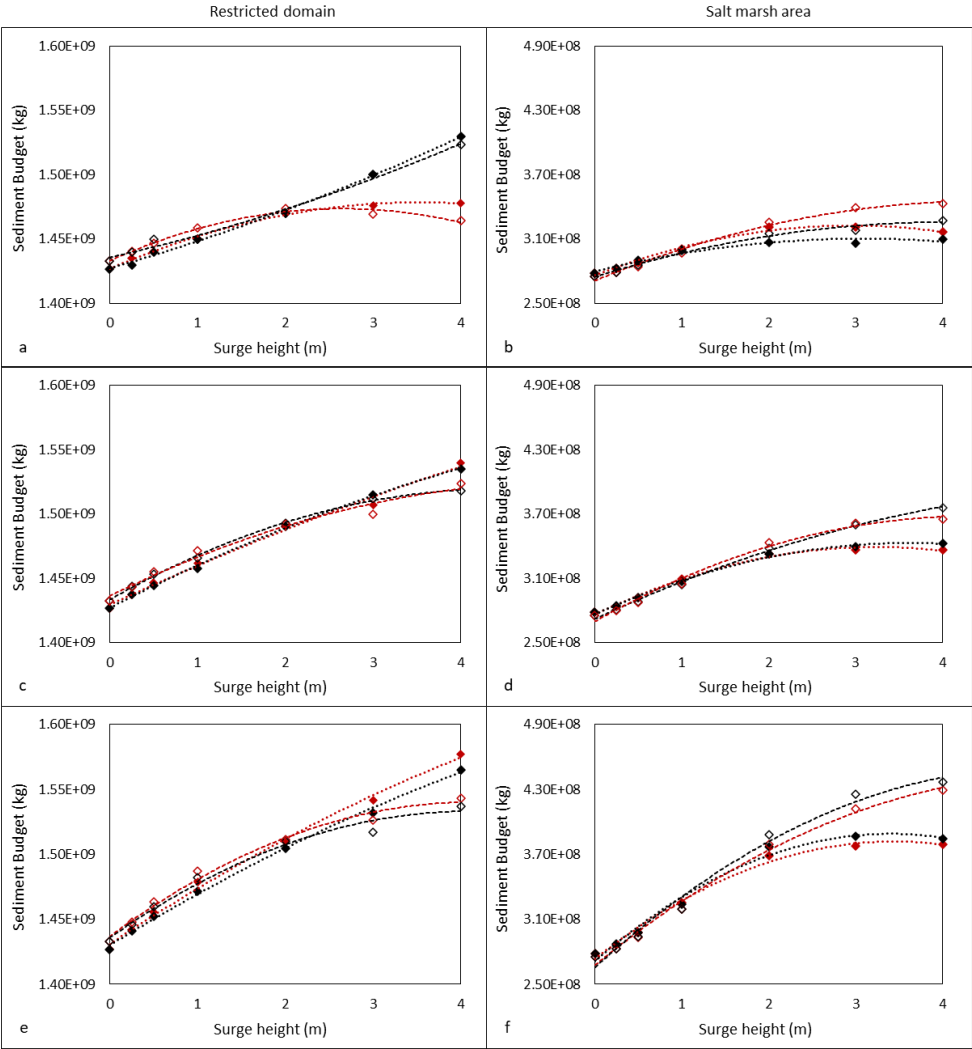 Restricted domain
Salt marsh area
Sediment Budget (kg)
1.60E+09
1.55E+09
1.50E+09
1.45E+09
1.40E+09
0 1 2 3 4
Surge height (m)
a
Sediment Budget (kg)
4.90E+08
4.30E+08
3.70E+08
3.10E+08
2.50E+08
0 1 2 3 4
Surge height (m)
b
Sediment Budget (kg)
1.60E+09
1.55E+09
1.50E+09
1.45E+09
1.40E+09
0 1 2 3 4
Surge height (m)
c
Sediment Budget (kg)
4.90E+08
4.30E+08
3.70E+08
3.10E+08
2.50E+08
0 1 2 3 4
Surge height (m)
d
Sediment Budget (kg)
1.60E+09
1.55E+09
1.50E+09
1.45E+09
1.40E+09
0 1 2 3 4
Surge height (m)
e
Sediment Budget (kg)
4.90E+08
4.30E+08
3.70E+08
3.10E+08
2.50E+08
0 1 2 3 4
Surge height (m)
f